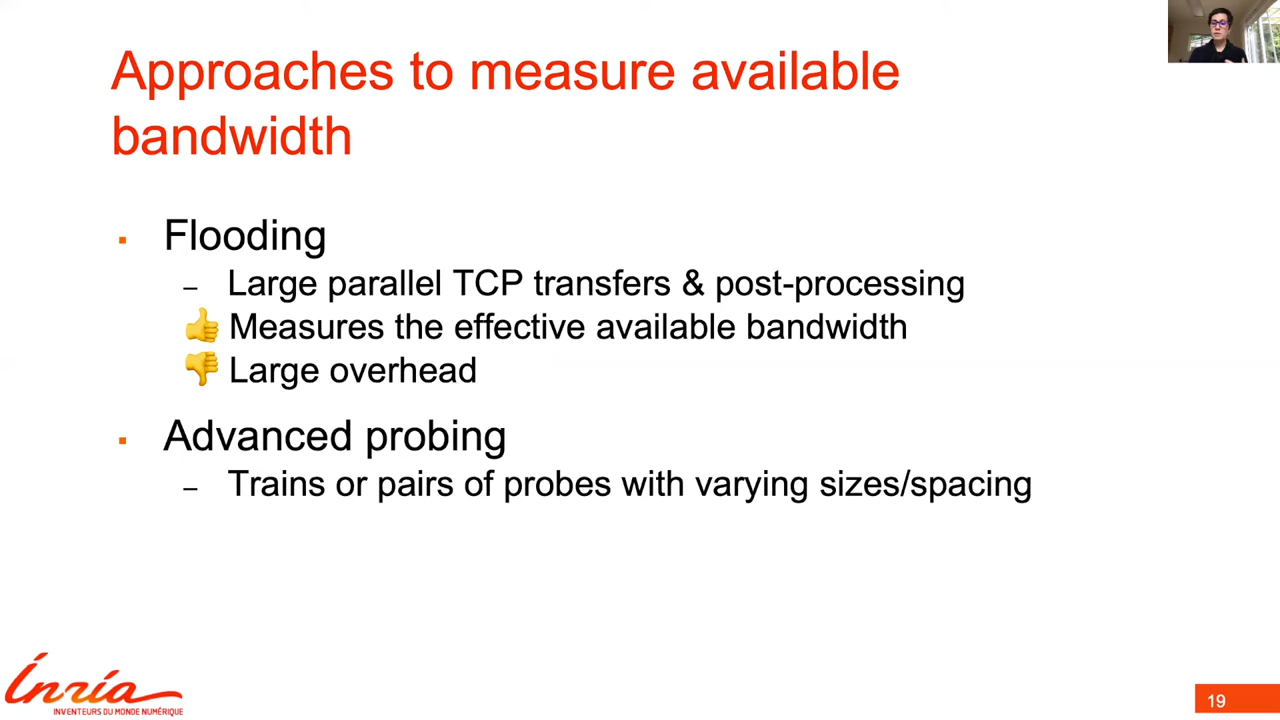 Approaches to measure available
bandwidth
▪ Flooding
– Large parallel TCP transfers & post-processing
👍 Measures the effective available bandwidth
👎 Large overhead
▪ Advanced probing
– Trains or pairs of probes with varying sizes/spacing
Inria
INVENTEURS DU MONDE NUMÉRIQUE
19